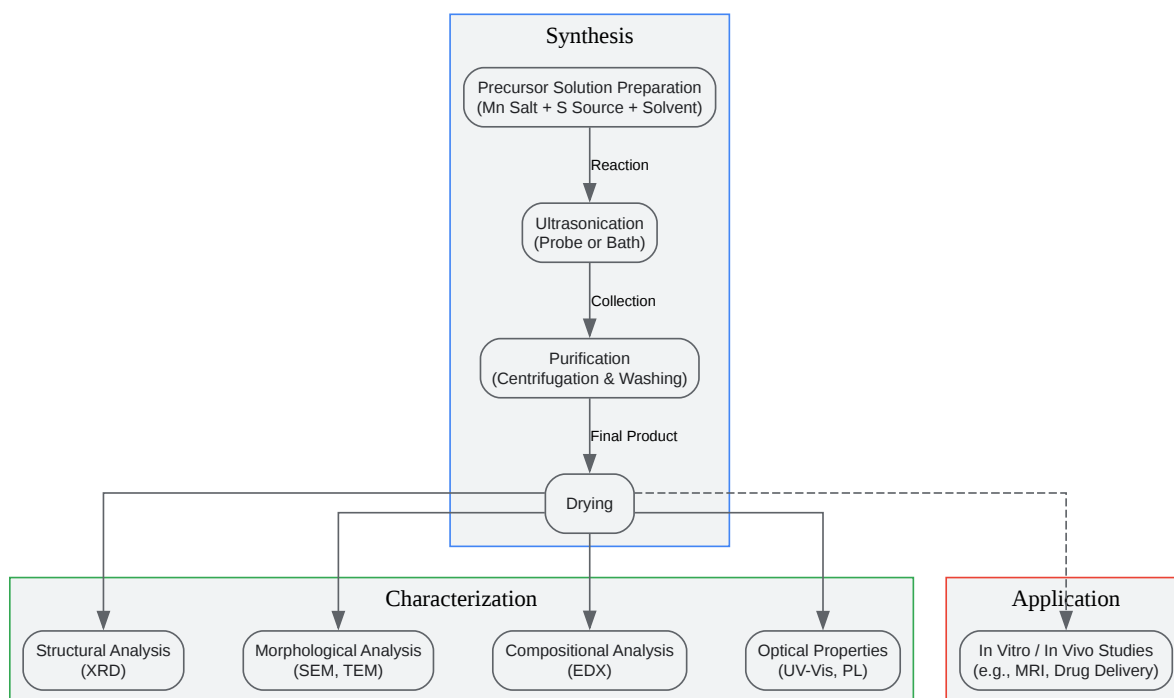 Synthesis
Precursor Solution Preparation
(Mn Salt + S Source + Solvent)
Reaction
Ultrasonication
(Probe or Bath)
Collection
Purification
(Centrifugation & Washing)
Final Product
Drying
Characterization
Structural Analysis
(XRD)
Morphological Analysis
(SEM, TEM)
Compositional Analysis
(EDX)
Optical Properties
(UV-Vis, PL)
Application
In Vitro / In Vivo Studies
(e.g., MRI, Drug Delivery)